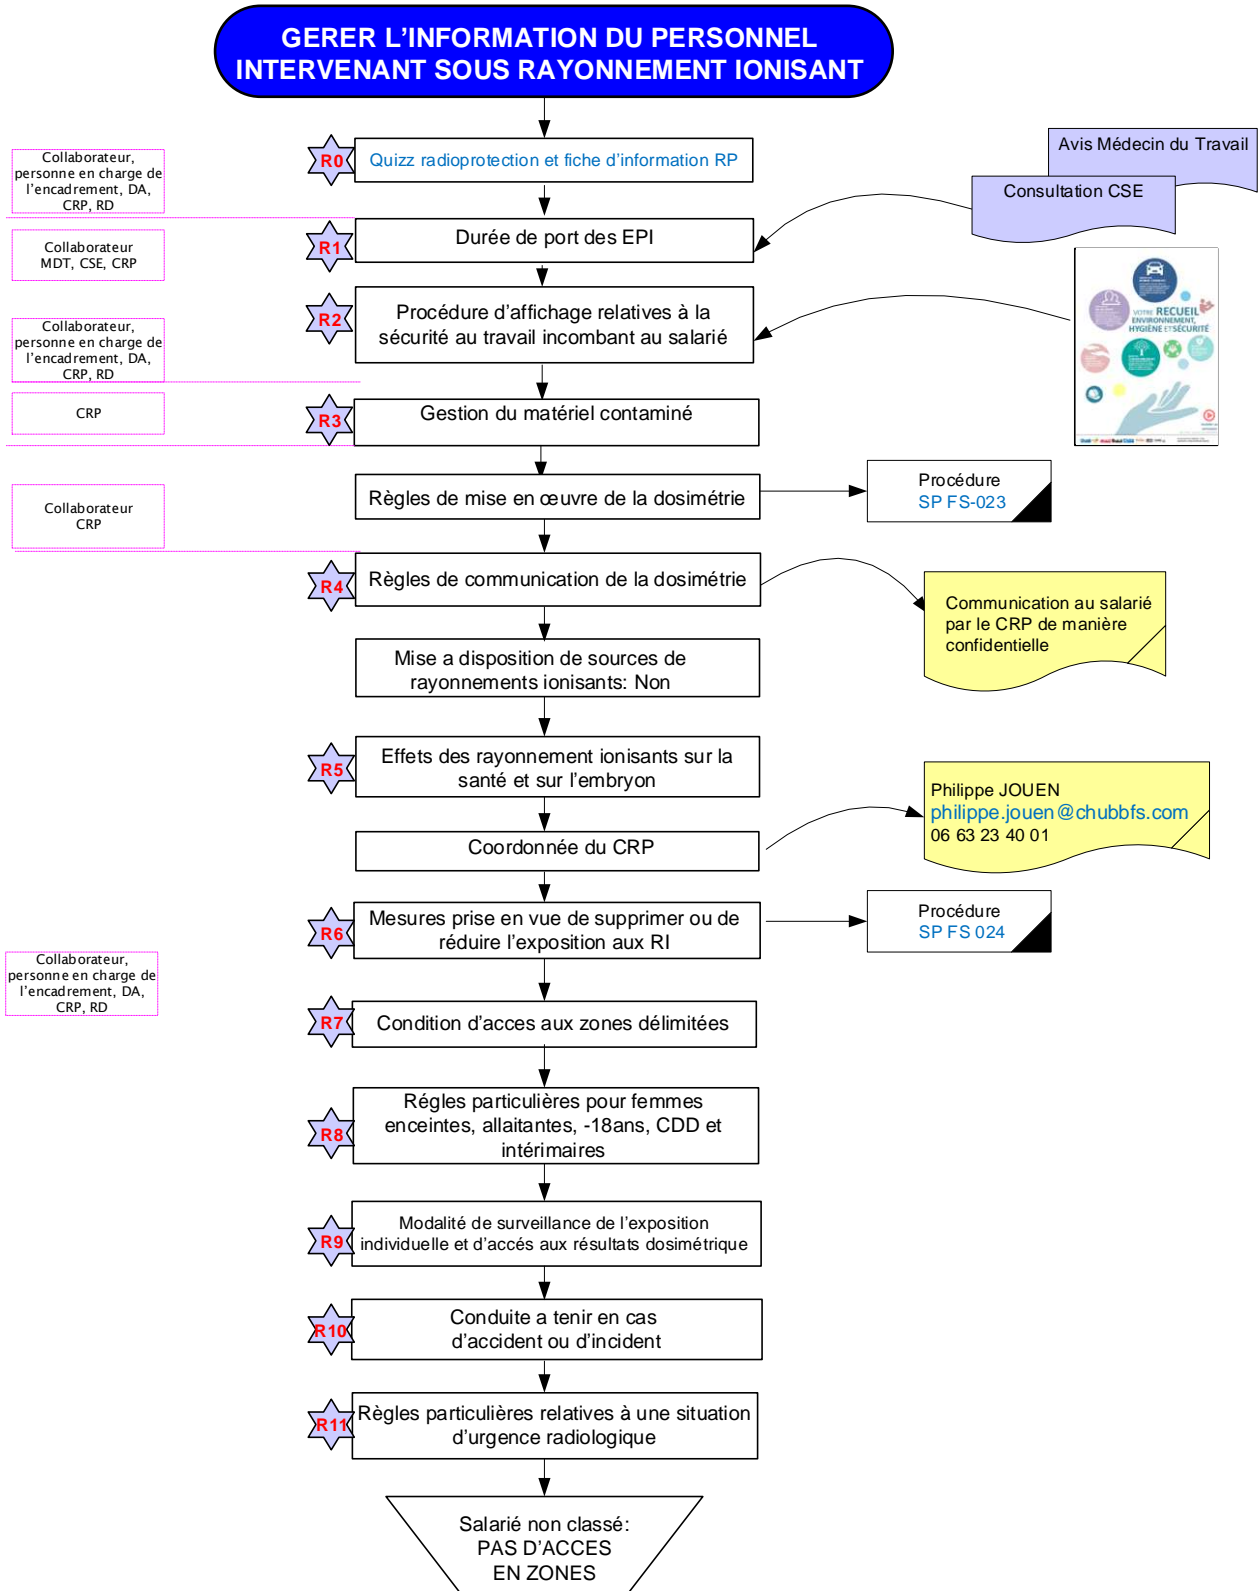 GERER L'INFORMATION DU PERSONNEL
INTERVENANT SOUS RAYONNEMENT IONISANT
Collaborateur,
personne en charge de
l'encadrement, DA,
CRP, RD
R0
Quizz radioprotection et fiche d'information RP
Avis Médecin du Travail
Consultation CSE
Collaborateur
MDT, CSE, CRP
R1
Durée de port des EPI
Collaborateur,
personne en charge de
l'encadrement, DA,
CRP, RD
R2
Procédure d'affichage relatives à la
sécurité au travail incombant au salarié
VOTRE RECUEIL
ENVIRONNEMENT,
HYGIÈNE ET SÉCURITÉ
CRP
R3
Gestion du matériel contaminé
Collaborateur
CRP
Règles de mise en œuvre de la dosimétrie
Procédure
SP FS-023
R4
Règles de communication de la dosimétrie
Communication au salarié
par le CRP de manière
confidentielle
Mise a disposition de sources de
rayonnements ionisants: Non
R5
Effets des rayonnement ionisants sur la
santé et sur l'embryon
Coordonnée du CRP
Philippe JOUEN
philippe.jouen@chubbfs.com
06 63 23 40 01
R6
Mesures prise en vue de supprimer ou de
réduire l'exposition aux RI
Procédure
SP FS 024
Collaborateur,
personne en charge de
l'encadrement, DA,
CRP, RD
R7
Condition d'acces aux zones délimitées
R8
Régles particulières pour femmes
enceintes, allaitantes, -18ans, CDD et
intérimaires
R9
Modalité de surveillance de l'exposition
individuelle et d'accés aux résultats dosimétrique
R10
Conduite a tenir en cas
d'accident ou d'incident
R11
Règles particulières relatives à une situation
d'urgence radiologique
Salarié non classé:
PAS D'ACCES
EN ZONES